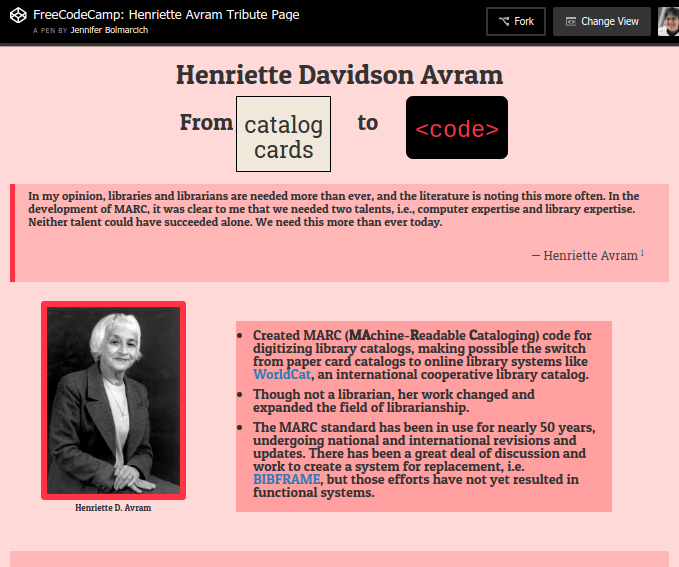 FreeCodeCamp: Henriette Avram Tribute Page
A PEN BY Jennifer Bolmarcich
Fork
Change View
Henriette Davidson Avram
From catalog cards to <code>
In my opinion, libraries and librarians are needed more than ever, and the literature is noting this more often. In the
development of MARC, it was clear to me that we needed two talents, i.e., computer expertise and library expertise.
Neither talent could have succeeded alone. We need this more than ever today.
— Henriette Avram 1
Henriette D. Avram
• Created MARC (MAchine-Readable Cataloging) code for
digitizing library catalogs, making possible the switch
from paper card catalogs to online library systems like
WorldCat, an international cooperative library catalog.
• Though not a librarian, her work changed and
expanded the field of librarianship.
• The MARC standard has been in use for nearly 50 years,
undergoing national and international revisions and
updates. There has been a great deal of discussion and
work to create a system for replacement, i.e.
BIBFRAME, but those efforts have not yet resulted in
functional systems.